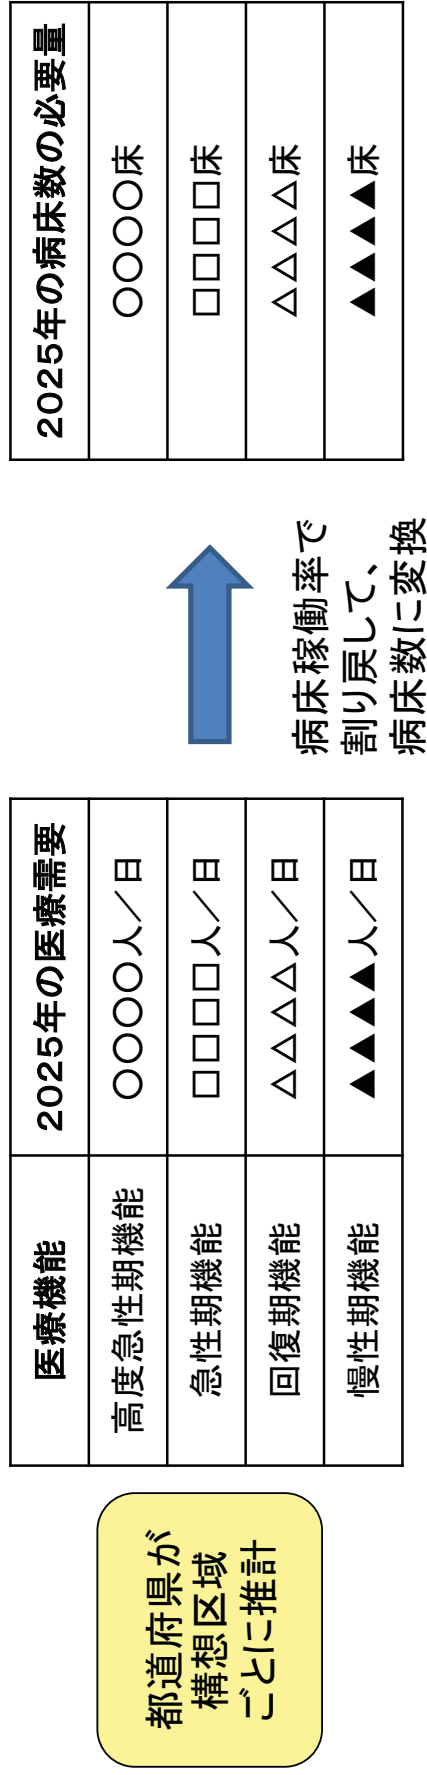 都道府県が
構想区域
ごとに推計
医療機能 2025年の医療需要
高度急性期機能 ○○○○人／日
急性期機能 □□□□人／日
回復期機能 △△△△人／日
慢性期機能 ▲▲▲▲人／日
病床稼働率で
割り戻して、
病床数に変換
2025年の病床数の必要量
○○○○床
□□□□床
△△△△床
▲▲▲▲床